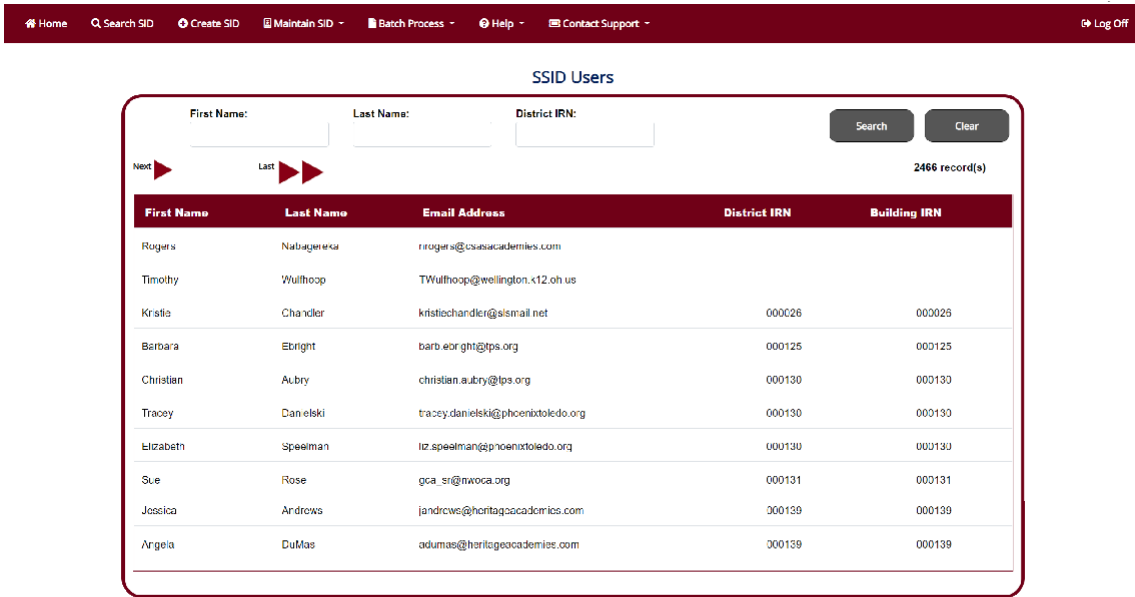 Home Search SID Create SID Maintain SID Batch Process Help Contact Support Log Off
SSID Users
First Name: Last Name: District IRN:
Search Clear
Next Last 2466 record(s)
First Name Last Name Email Address District IRN Building IRN
Rogers Nabagereka nrogers@csasacademies.com
Timothy Wulfhoop TWulfhoop@wellington.k12.oh.us
Kristie Chandler kristiechandler@slsmail.net 000026 000026
Barbara Ebright barb.ebright@tps.org 000125 000125
Christian Aubry christian.aubry@tps.org 000130 000130
Tracey Danielski tracey.danielski@phoenixtoledo.org 000130 000130
Elizabeth Speelman liz.speelman@phoenixtoledo.org 000130 000130
Sue Rose gca_sr@nwoca.org 000131 000131
Jessica Andrews jandrews@heritageacademies.com 000139 000139
Angela DuMas adumas@heritageacademies.com 000139 000139